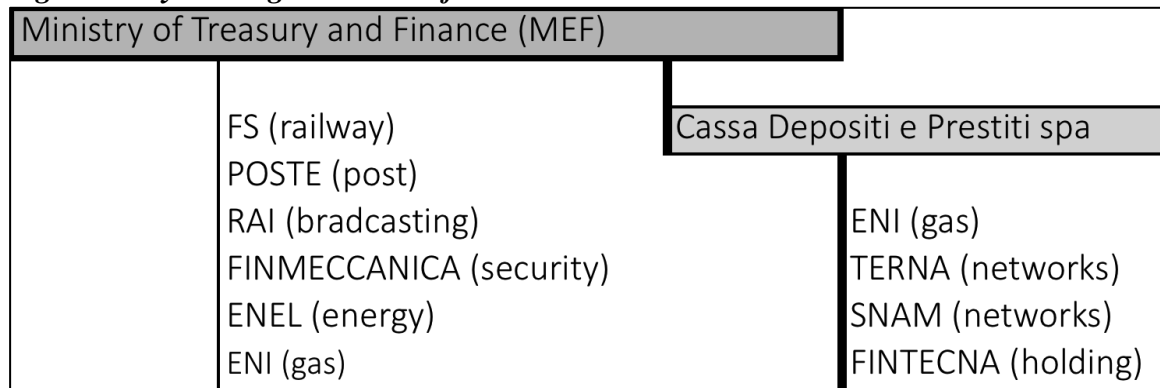 Ministry of Treasury and Finance (MEF)
FS (railway)
Cassa Depositi e Prestiti spa
POSTE (post)
RAI (bradcasting)
ENI (gas)
FINMECCANICA (security)
TERNA (networks)
ENEL (energy)
SNAM (networks)
ENI (gas)
FINTECNA (holding)